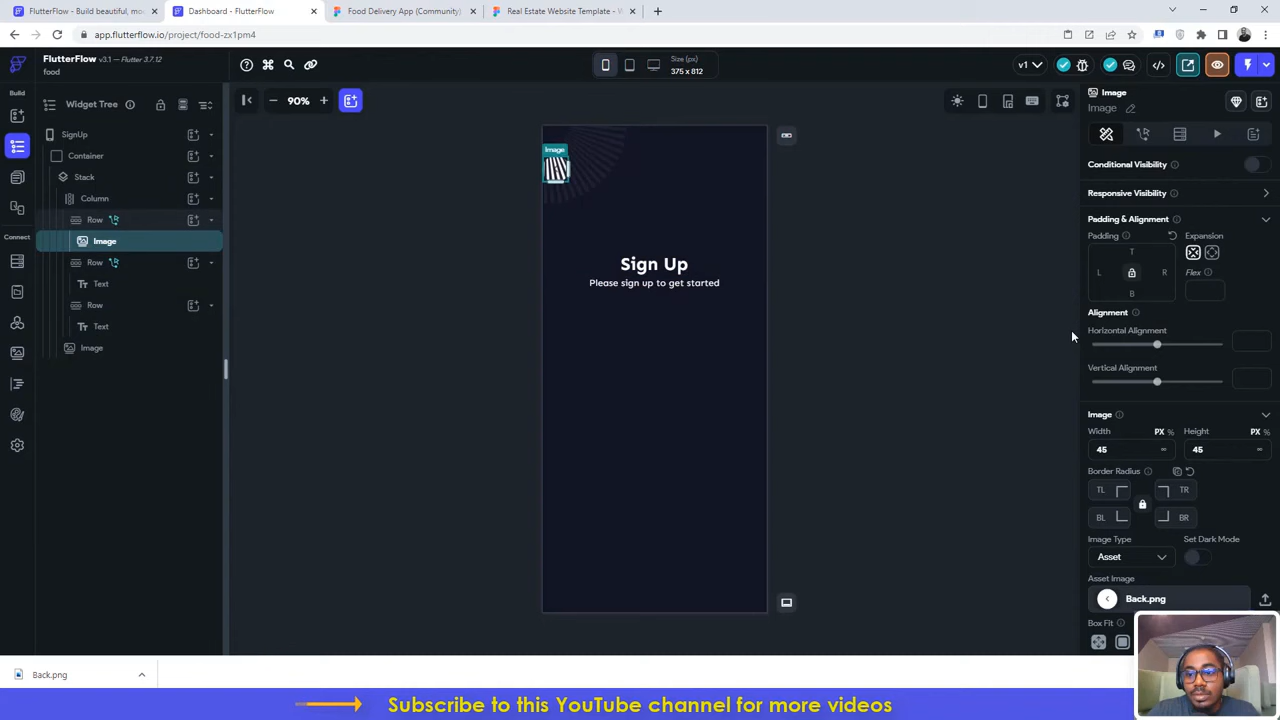 FlutterFlow - Build beautiful, mo
Dashboard - FlutterFlow
Food Delivery App (Community)
Real Estate Website Template - W
app.flutterflow.io/project/food-zx1pm4
FlutterFlow v3.1 – Flutter 3.7.12
food
Size (px)
375 x 812
v1
Build
Widget Tree
90%
SignUp
Container
Stack
Column
Row
Image
Row
Text
Row
Text
Image
Connect
Image
Sign Up
Please sign up to get started
Image
Image
Conditional Visibility
Responsive Visibility
Padding & Alignment
Padding
Expansion
T
L
R
B
Flex
Alignment
Horizontal Alignment
Vertical Alignment
Image
Width
PX %
Height
PX %
45
45
Border Radius
TL
TR
BL
BR
Image Type
Set Dark Mode
Asset
Asset Image
Back.png
Box Fit
Back.png
Subscribe to this YouTube channel for more videos